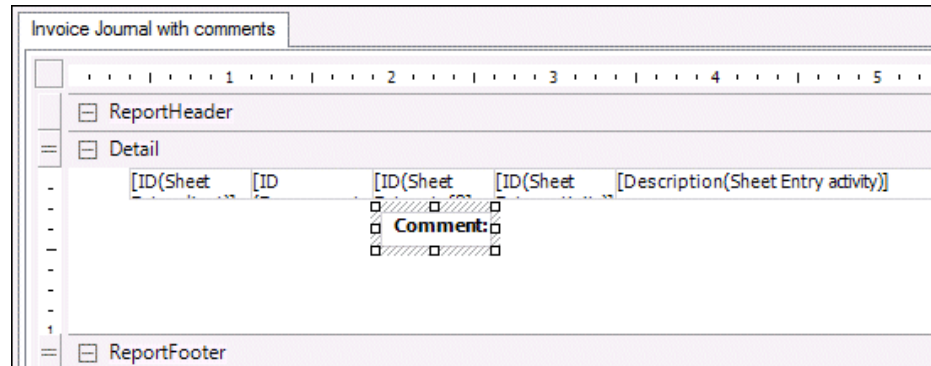 Invoice Journal with comments
1 2 3 4 5
ReportHeader
Detail
[ID(Sheet [ID [ID(Sheet [ID(Sheet [Description(Sheet Entry activity)]
Comment:
1
ReportFooter